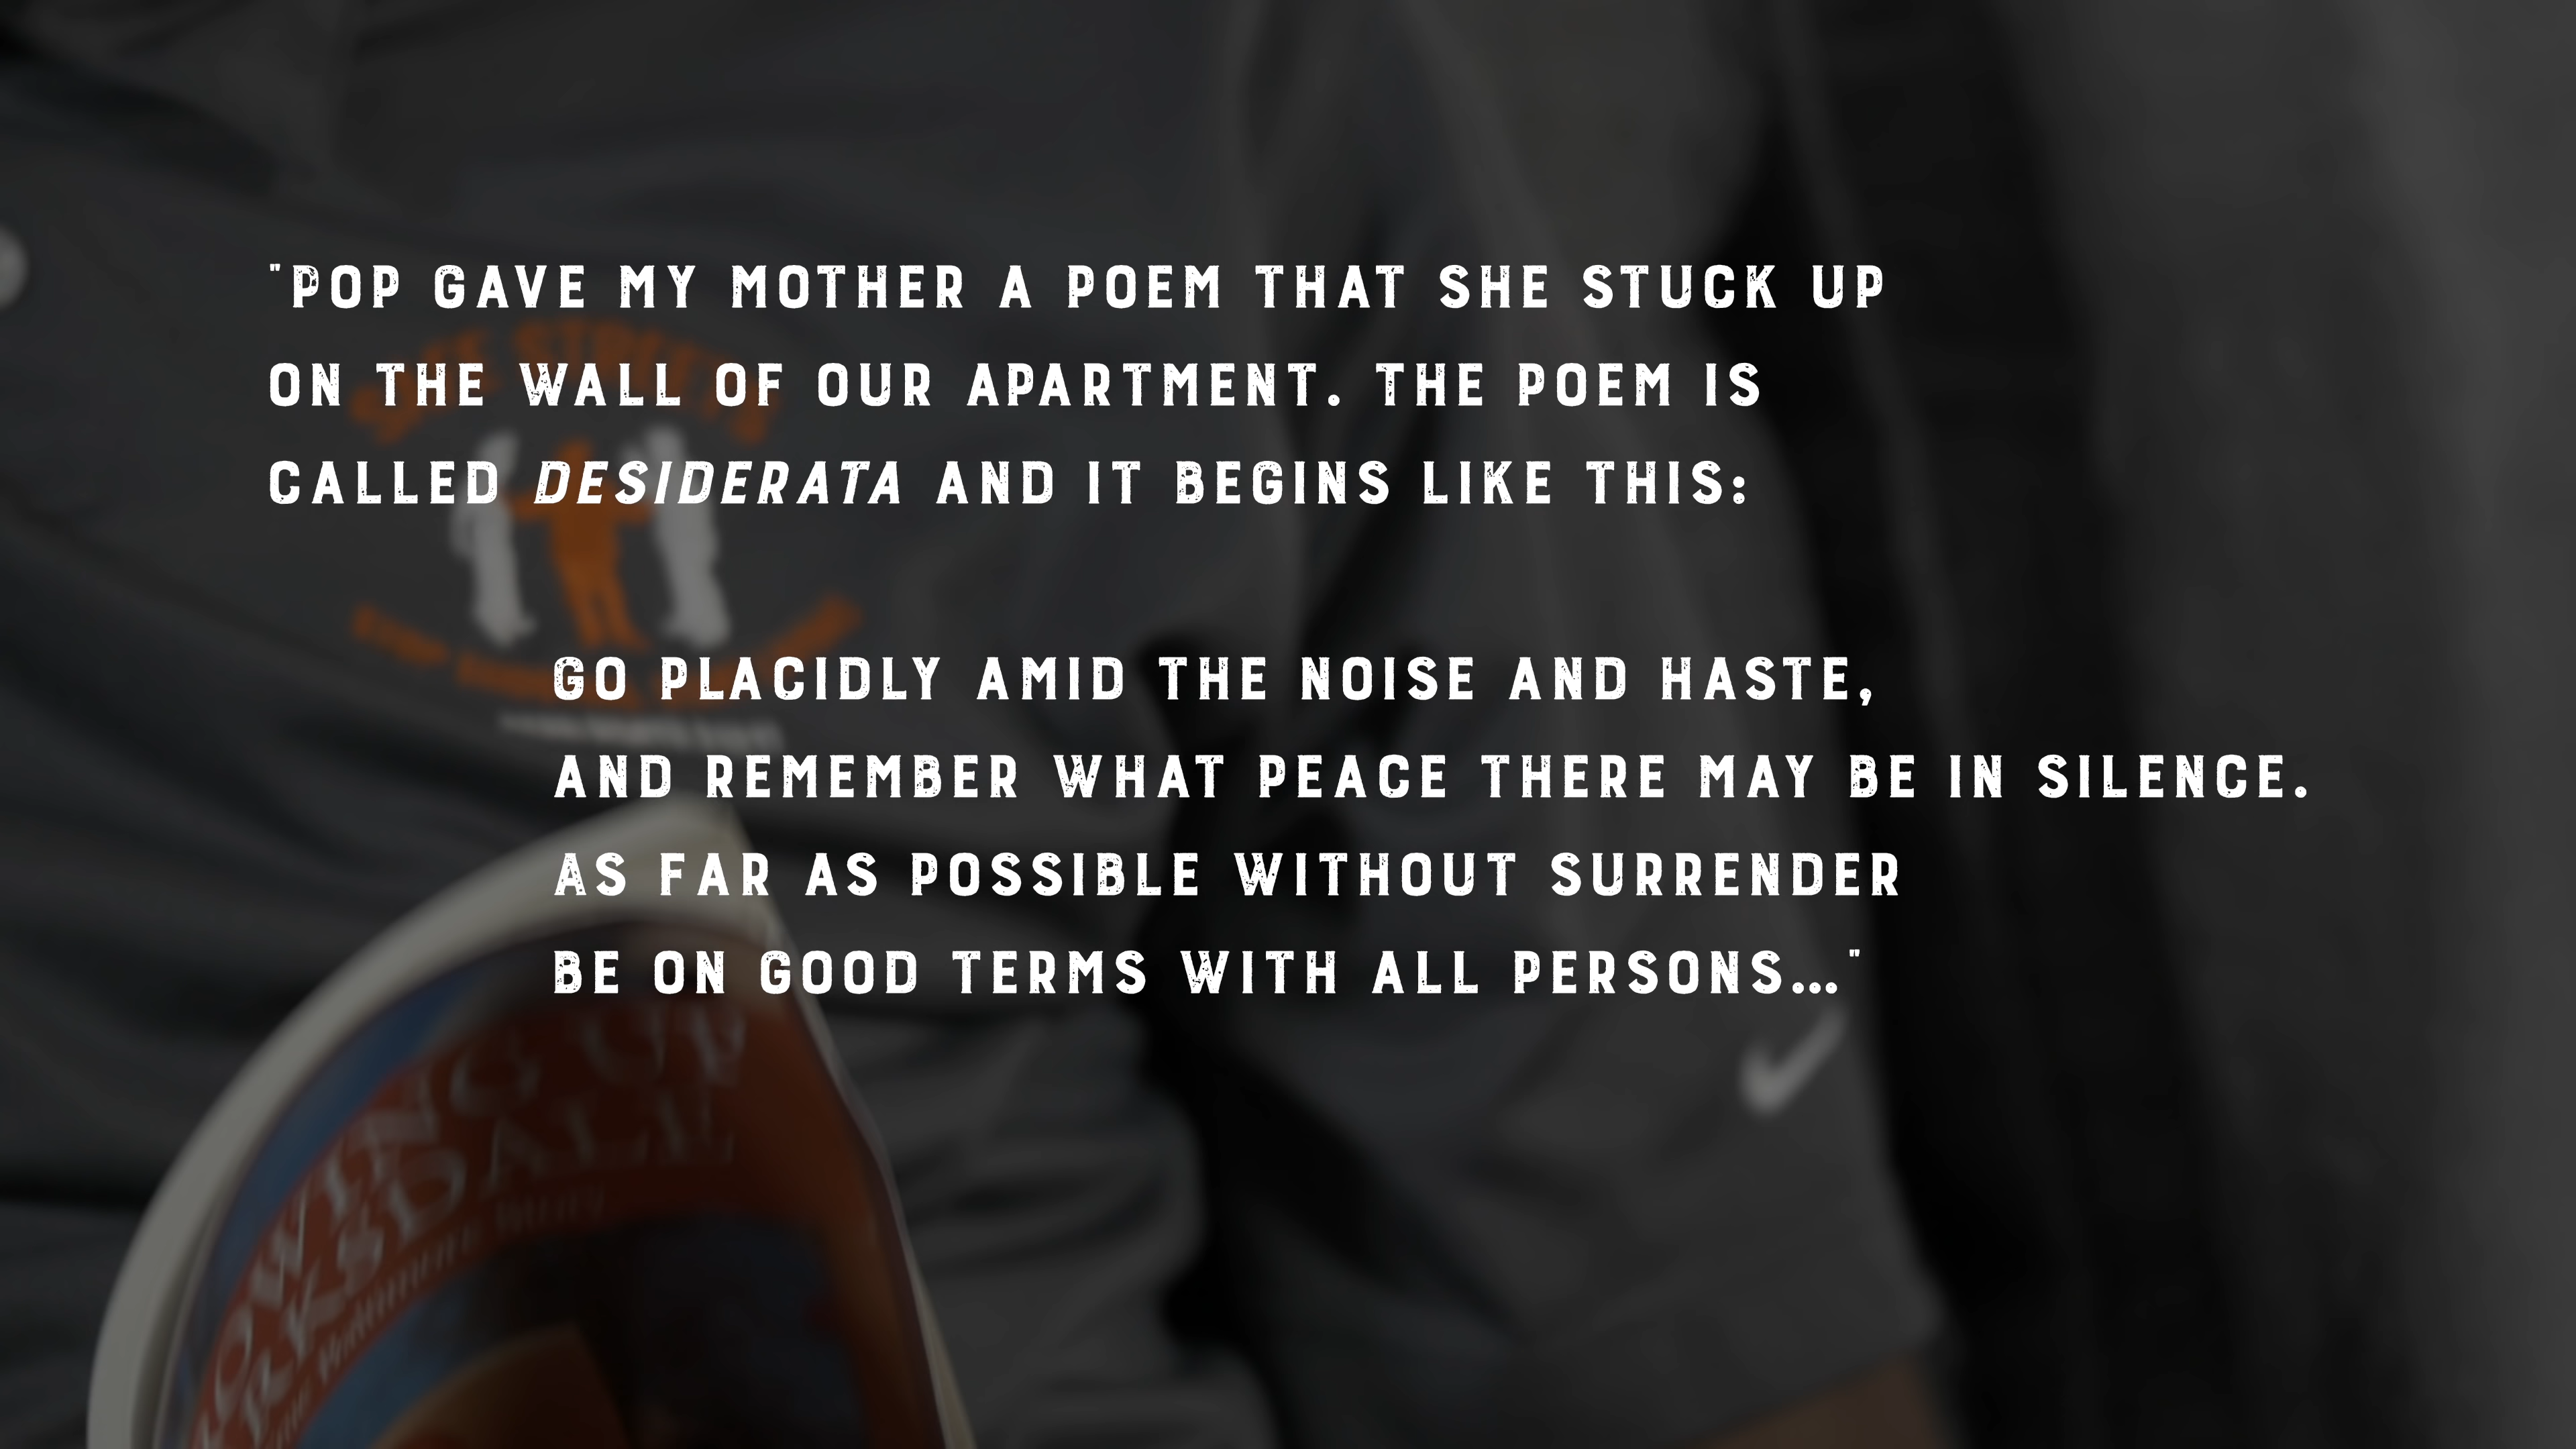 "POP GAVE MY MOTHER A POEM THAT SHE STUCK UP
ON THE WALL OF OUR APARTMENT. THE POEM IS
CALLED DESIDERATA AND IT BEGINS LIKE THIS:
GO PLACIDLY AMID THE NOISE AND HASTE,
AND REMEMBER WHAT PEACE THERE MAY BE IN SILENCE.
AS FAR AS POSSIBLE WITHOUT SURRENDER
BE ON GOOD TERMS WITH ALL PERSONS..."
STREETS
UP